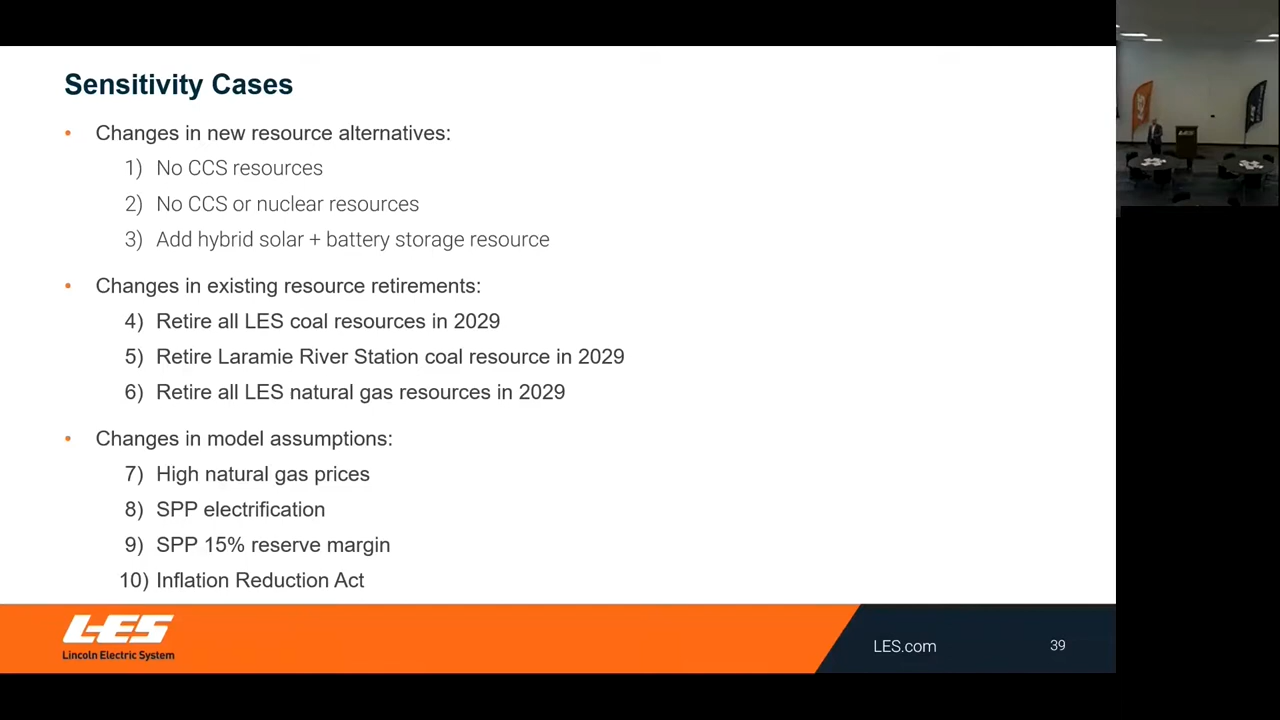 Sensitivity Cases
• Changes in new resource alternatives:
1) No CCS resources
2) No CCS or nuclear resources
3) Add hybrid solar + battery storage resource
• Changes in existing resource retirements:
4) Retire all LES coal resources in 2029
5) Retire Laramie River Station coal resource in 2029
6) Retire all LES natural gas resources in 2029
• Changes in model assumptions:
7) High natural gas prices
8) SPP electrification
9) SPP 15% reserve margin
10) Inflation Reduction Act
LES
Lincoln Electric System
LES.com
39
LES
LES